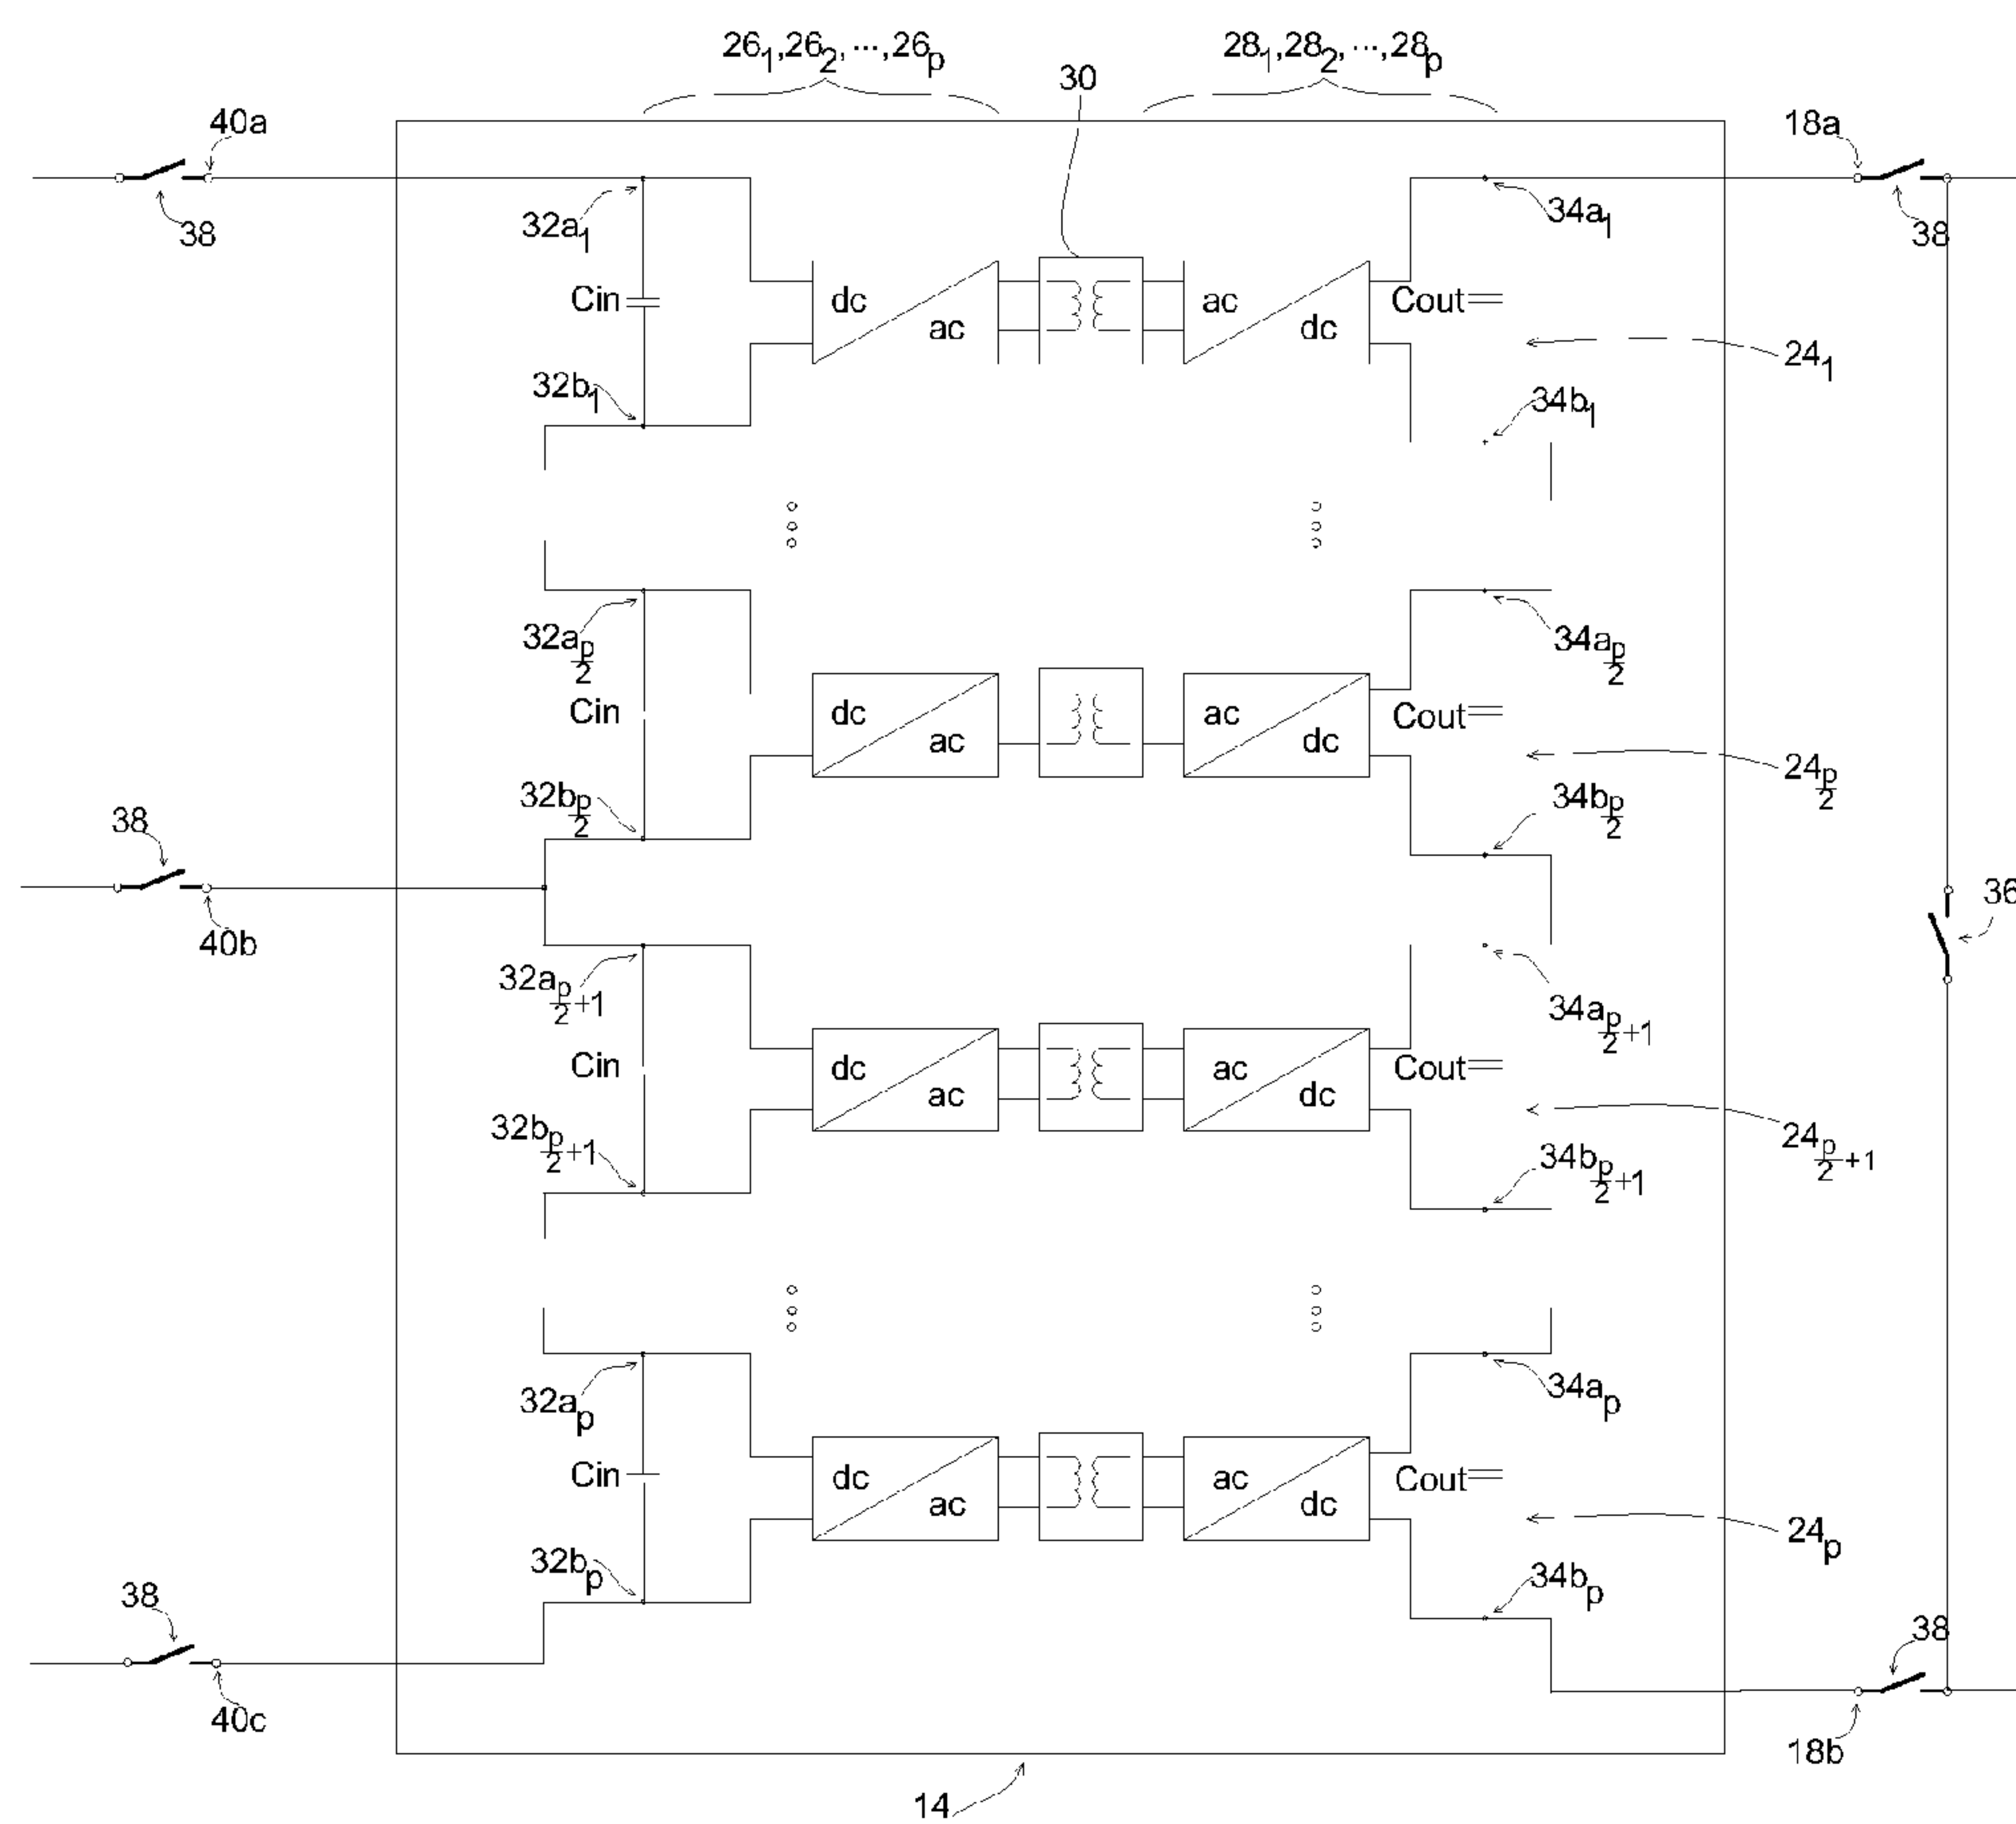 26₁,26₂,···,26p
28₁,28₂,···,28p
30
40a
18a
38
32a₁
34a₁
38
Cin
dc
ac
ac
dc
Cout
24₁
32b₁
34b₁
32a p/2
34a p/2
Cin
dc
ac
ac
dc
Cout
24 p/2
32b p/2
34b p/2
38
40b
36
32a p/2+1
34a p/2+1
Cin
dc
ac
ac
dc
Cout
24 p/2+1
32b p/2+1
34b p/2+1
32ap
34ap
Cin
dc
ac
ac
dc
Cout
24p
32bp
34bp
38
38
40c
18b
14